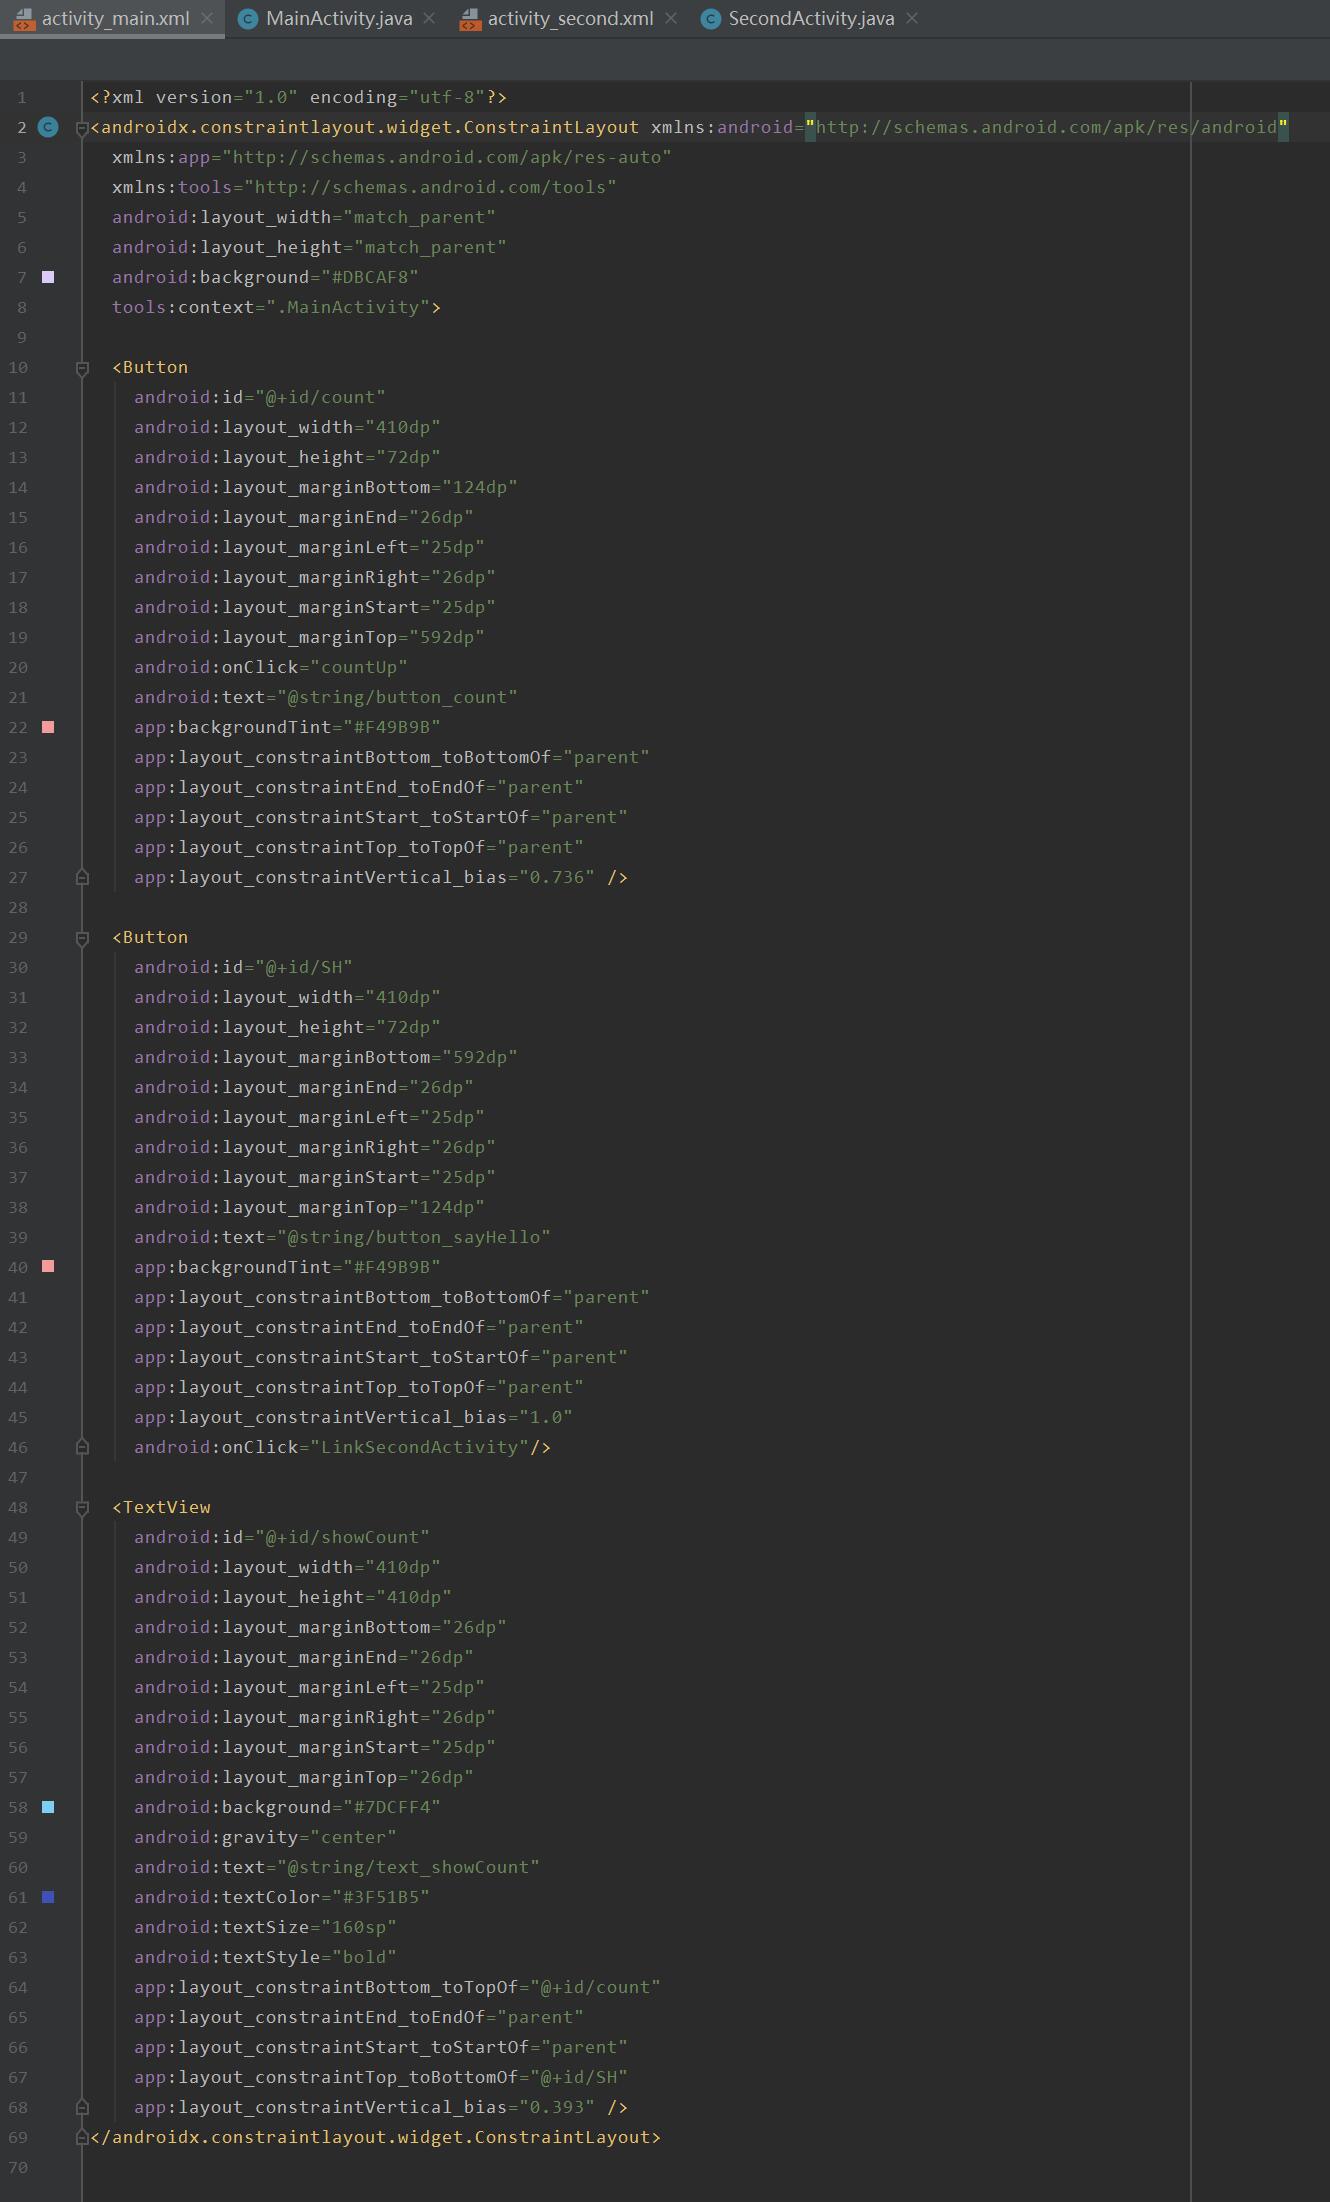 activity_main.xml
MainActivity.java
activity_second.xml
SecondActivity.java
1 <?xml version="1.0" encoding="utf-8"?>
2 <androidx.constraintlayout.widget.ConstraintLayout xmlns:android="http://schemas.android.com/apk/res/android"
3 xmlns:app="http://schemas.android.com/apk/res-auto"
4 xmlns:tools="http://schemas.android.com/tools"
5 android:layout_width="match_parent"
6 android:layout_height="match_parent"
7 android:background="#DBCAF8"
8 tools:context=".MainActivity">
9
10 <Button
11 android:id="@+id/count"
12 android:layout_width="410dp"
13 android:layout_height="72dp"
14 android:layout_marginBottom="124dp"
15 android:layout_marginEnd="26dp"
16 android:layout_marginLeft="25dp"
17 android:layout_marginRight="26dp"
18 android:layout_marginStart="25dp"
19 android:layout_marginTop="592dp"
20 android:onClick="countUp"
21 android:text="@string/button_count"
22 app:backgroundTint="#F49B9B"
23 app:layout_constraintBottom_toBottomOf="parent"
24 app:layout_constraintEnd_toEndOf="parent"
25 app:layout_constraintStart_toStartOf="parent"
26 app:layout_constraintTop_toTopOf="parent"
27 app:layout_constraintVertical_bias="0.736" />
28
29 <Button
30 android:id="@+id/SH"
31 android:layout_width="410dp"
32 android:layout_height="72dp"
33 android:layout_marginBottom="592dp"
34 android:layout_marginEnd="26dp"
35 android:layout_marginLeft="25dp"
36 android:layout_marginRight="26dp"
37 android:layout_marginStart="25dp"
38 android:layout_marginTop="124dp"
39 android:text="@string/button_sayHello"
40 app:backgroundTint="#F49B9B"
41 app:layout_constraintBottom_toBottomOf="parent"
42 app:layout_constraintEnd_toEndOf="parent"
43 app:layout_constraintStart_toStartOf="parent"
44 app:layout_constraintTop_toTopOf="parent"
45 app:layout_constraintVertical_bias="1.0"
46 android:onClick="LinkSecondActivity"/>
47
48 <TextView
49 android:id="@+id/showCount"
50 android:layout_width="410dp"
51 android:layout_height="410dp"
52 android:layout_marginBottom="26dp"
53 android:layout_marginEnd="26dp"
54 android:layout_marginLeft="25dp"
55 android:layout_marginRight="26dp"
56 android:layout_marginStart="25dp"
57 android:layout_marginTop="26dp"
58 android:background="#7DCFF4"
59 android:gravity="center"
60 android:text="@string/text_showCount"
61 android:textColor="#3F51B5"
62 android:textSize="160sp"
63 android:textStyle="bold"
64 app:layout_constraintBottom_toTopOf="@+id/count"
65 app:layout_constraintEnd_toEndOf="parent"
66 app:layout_constraintStart_toStartOf="parent"
67 app:layout_constraintTop_toBottomOf="@+id/SH"
68 app:layout_constraintVertical_bias="0.393" />
69 </androidx.constraintlayout.widget.ConstraintLayout>
70